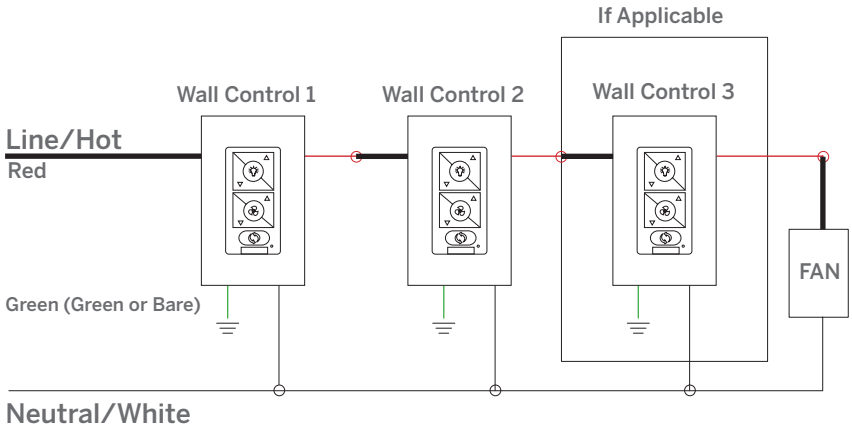 If Applicable
Wall Control 1
Wall Control 2
Wall Control 3
Line/Hot
Red
FAN
Green (Green or Bare)
Neutral/White